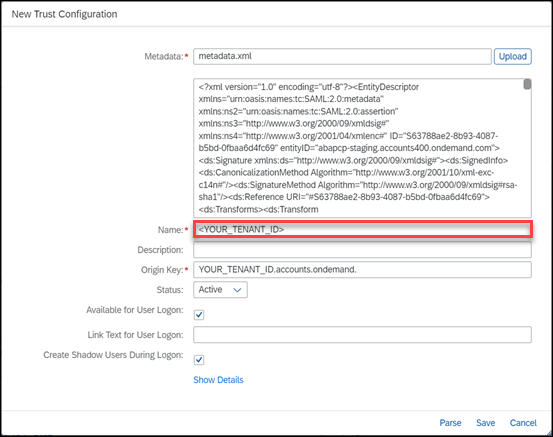 New Trust Configuration
Metadata:* metadata.xml Upload
<?xml version="1.0" encoding="utf-8"?><EntityDescriptor
xmlns="urn:oasis:names:tc:SAML:2.0:metadata"
xmlns:ns2="urn:oasis:names:tc:SAML:2.0:assertion"
xmlns:ns3="http://www.w3.org/2000/09/xmldsig#"
xmlns:ns4="http://www.w3.org/2001/04/xmlenc#" ID="S63788ae2-8b93-4087-
b5bd-0fbaa6d4fc69" entityID="abapcp-staging.accounts400.ondemand.com">
<ds:Signature xmlns:ds="http://www.w3.org/2000/09/xmldsig#"><ds:SignedInfo>
<ds:CanonicalizationMethod Algorithm="http://www.w3.org/2001/10/xml-exc-
c14n#"/><ds:SignatureMethod Algorithm="http://www.w3.org/2000/09/xmldsig#rsa-
sha1"/><ds:Reference URI="#S63788ae2-8b93-4087-b5bd-0fbaa6d4fc69">
<ds:Transforms><ds:Transform
Name:* <YOUR_TENANT_ID>
Description:
Origin Key:* YOUR_TENANT_ID.accounts.ondemand.
Status: Active
Available for User Logon:
Link Text for User Logon:
Create Shadow Users During Logon:
Show Details
Parse Save Cancel